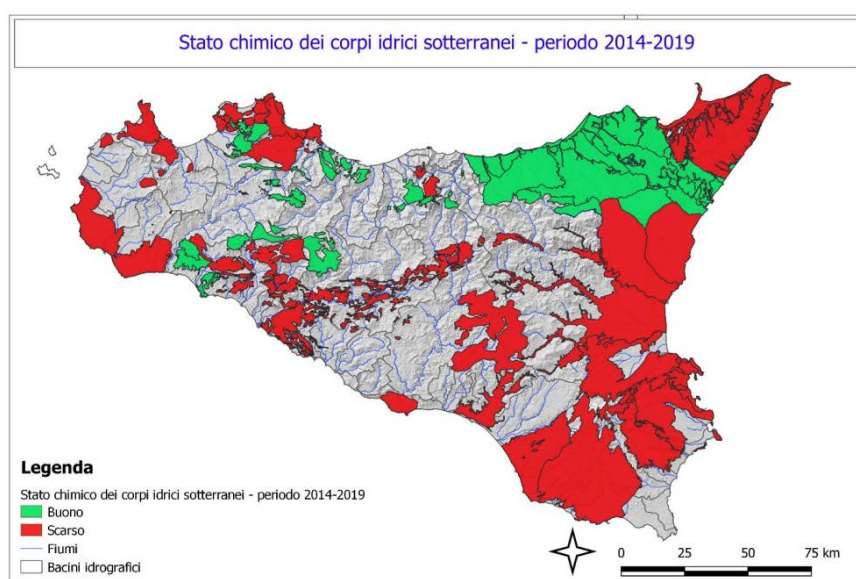 Stato chimico dei corpi idrici sotterranei - periodo 2014-2019
Legenda
Stato chimico dei corpi idrici sotterranei - periodo 2014-2019
Buono
Scarso
Fiumi
Bacini idrografici
0 25 50 75 km